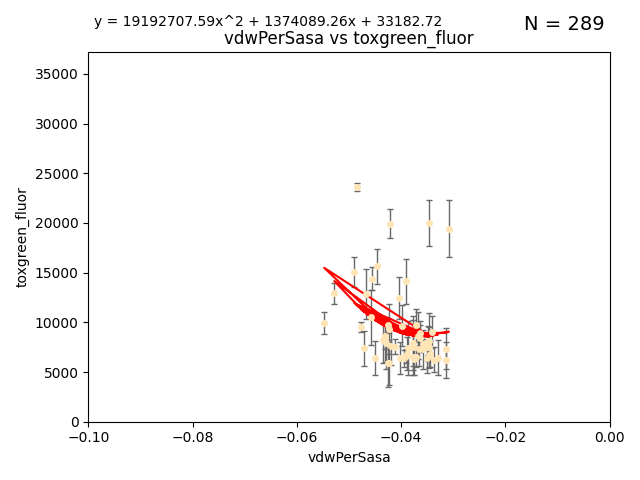 y = 19192707.59x^2 + 1374089.26x + 33182.72
N = 289
vdwPerSasa vs toxgreen_fluor
35000
30000
25000
20000
15000
10000
5000
0
toxgreen_fluor
−0.10
−0.08
−0.06
−0.04
−0.02
0.00
vdwPerSasa